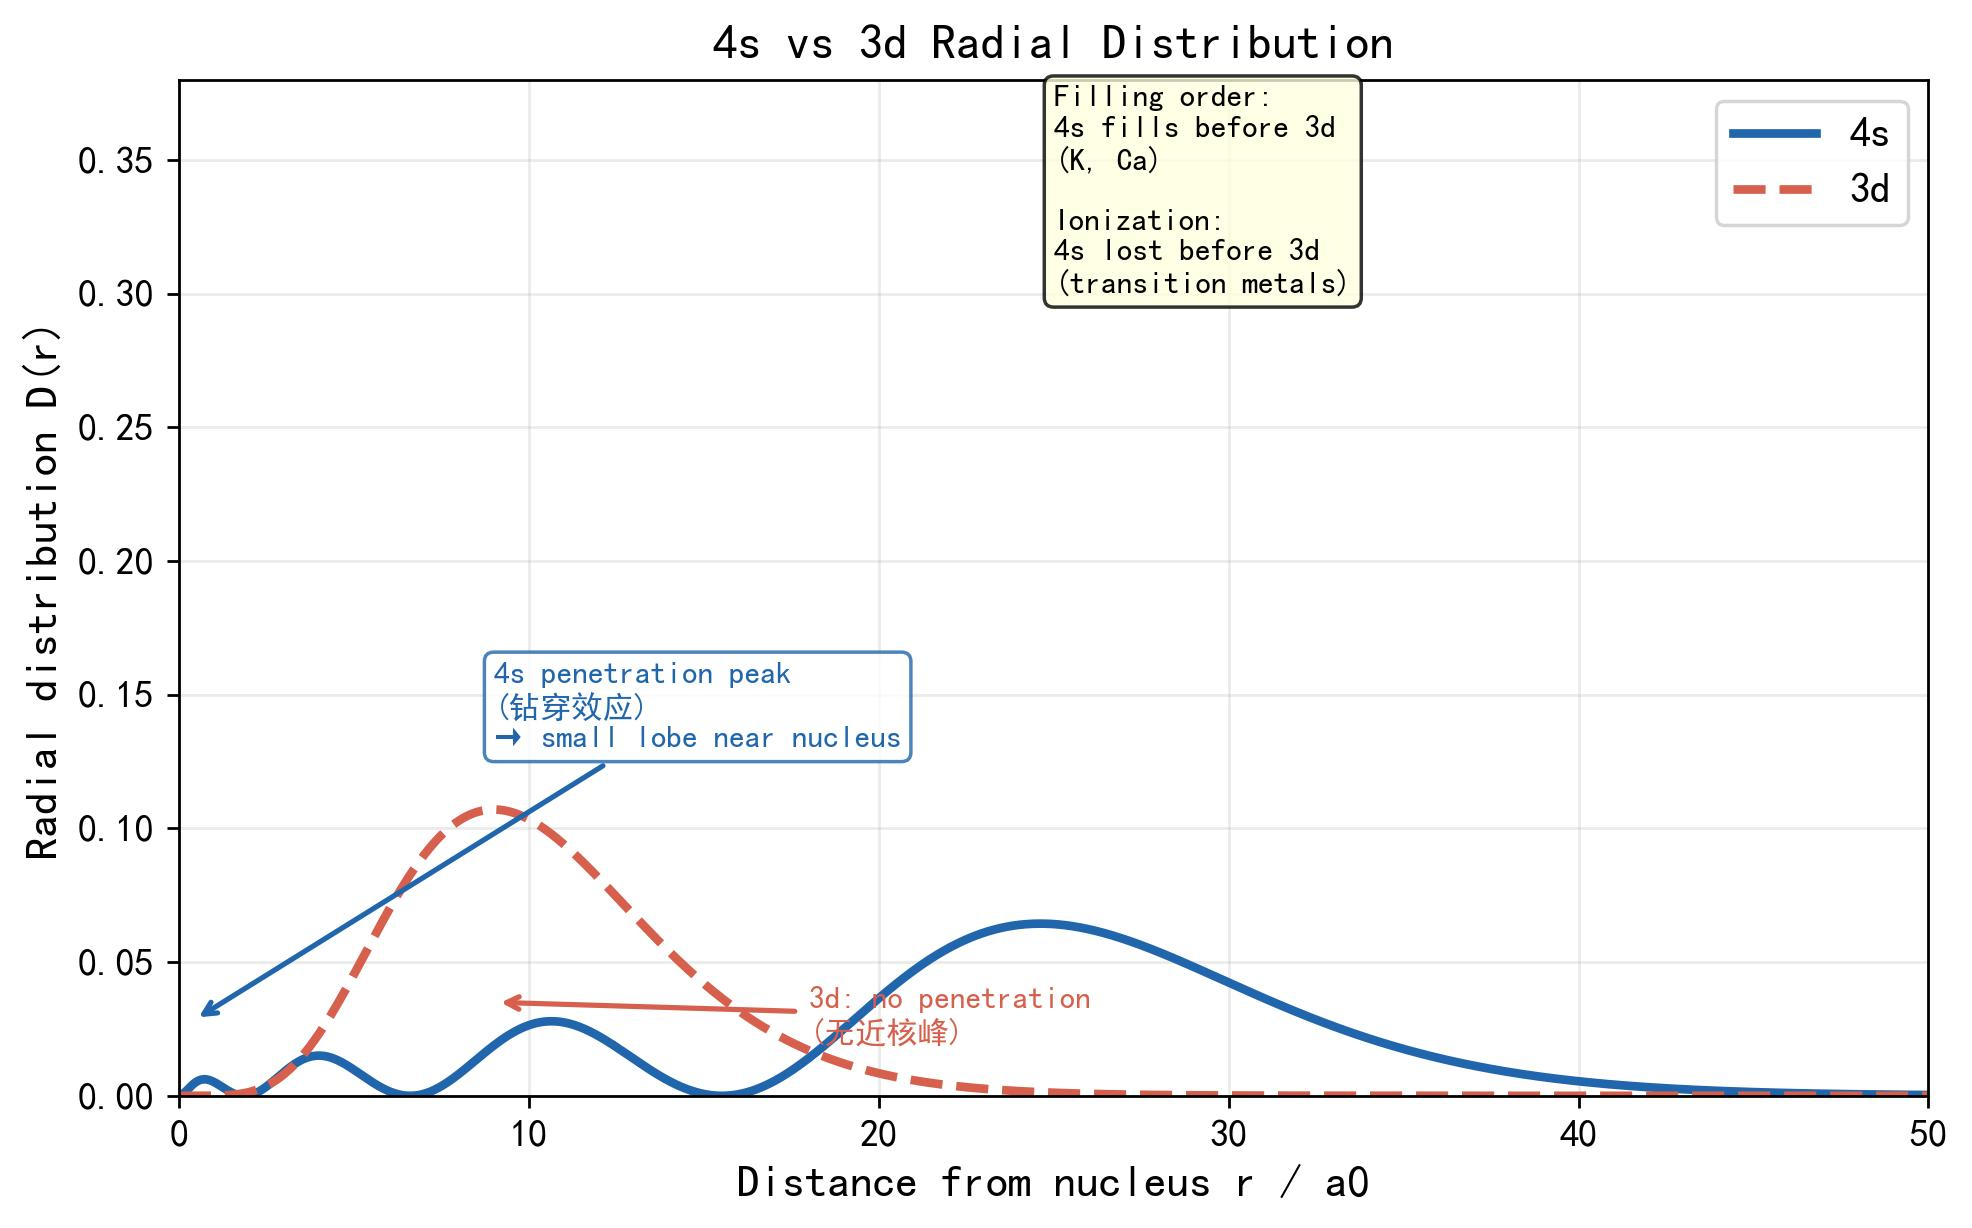 4s vs 3d Radial Distribution
Filling order:
4s fills before 3d
(K, Ca)
Ionization:
4s lost before 3d
(transition metals)
4s
3d
0.35
0.30
0.25
0.20
0.15
0.10
0.05
0.00
Radial distribution D(r)
4s penetration peak
(钻穿效应)
→ small lobe near nucleus
3d: no penetration
(无近核峰)
0
10
20
30
40
50
Distance from nucleus r / a0